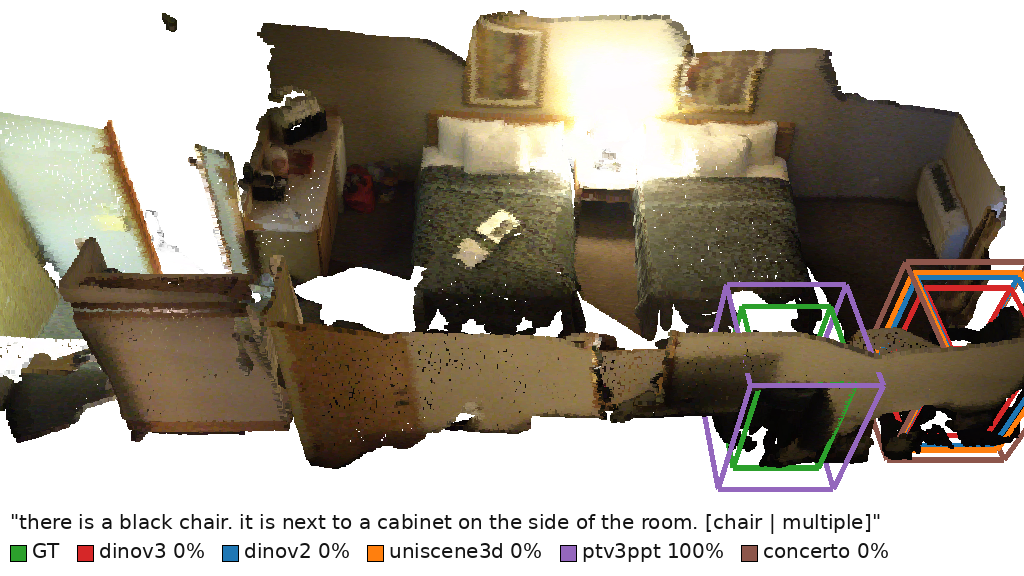 "there is a black chair. it is next to a cabinet on the side of the room. [chair | multiple]"
GT dinov3 0% dinov2 0% uniscene3d 0% ptv3ppt 100% concerto 0%